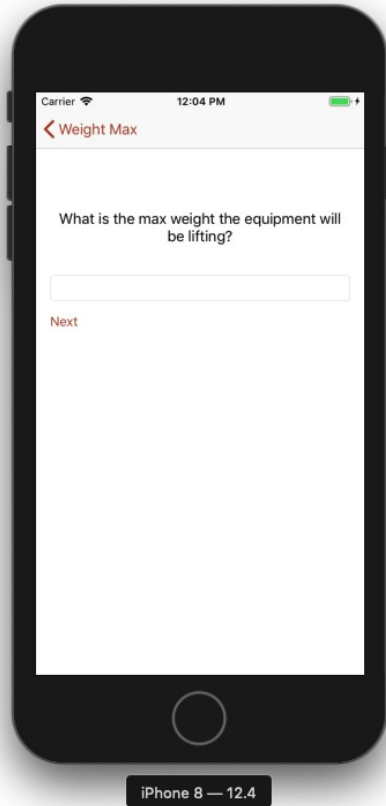 Carrier 12:04 PM
Weight Max
What is the max weight the equipment will
be lifting?
Next
iPhone 8 — 12.4